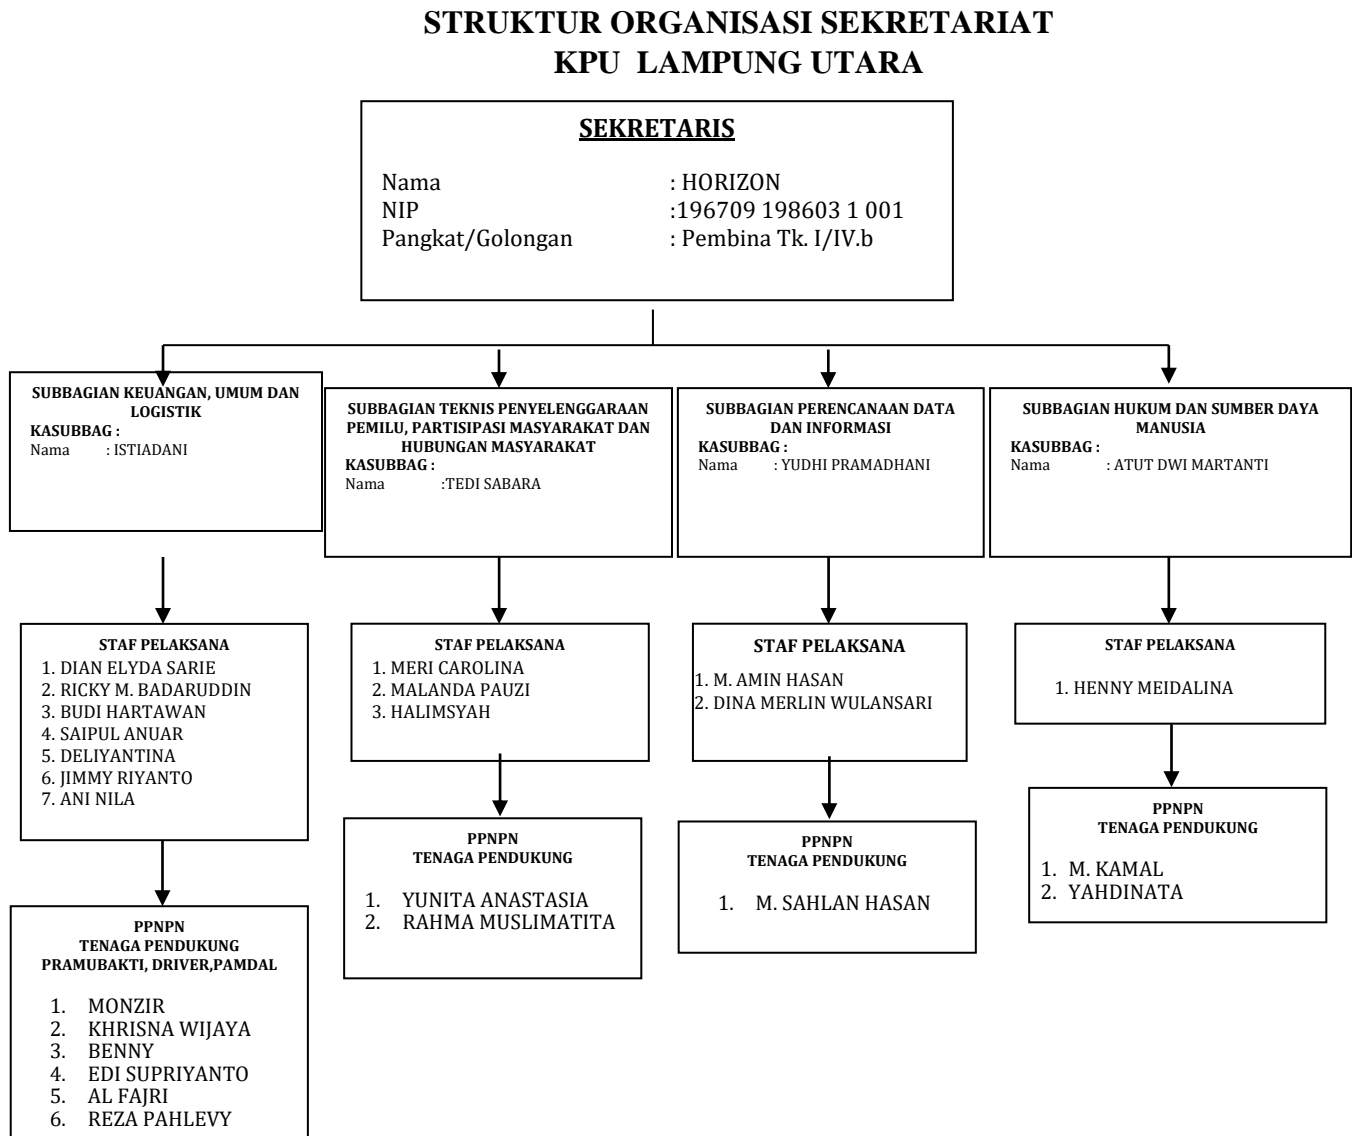 STRUKTUR ORGANISASI SEKRETARIAT
KPU LAMPUNG UTARA
SEKRETARIS
Nama : HORIZON
NIP :196709 198603 1 001
Pangkat/Golongan : Pembina Tk. I/IV.b
SUBBAGIAN KEUANGAN, UMUM DAN
LOGISTIK
KASUBBAG :
Nama : ISTIADANI
SUBBAGIAN TEKNIS PENYELENGGARAAN
PEMILU, PARTISIPASI MASYARAKAT DAN
HUBUNGAN MASYARAKAT
KASUBBAG :
Nama :TEDI SABARA
SUBBAGIAN PERENCANAAN DATA
DAN INFORMASI
KASUBBAG :
Nama : YUDHI PRAMADHANI
SUBBAGIAN HUKUM DAN SUMBER DAYA
MANUSIA
KASUBBAG :
Nama : ATUT DWI MARTANTI
STAF PELAKSANA
1. DIAN ELYDA SARIE
2. RICKY M. BADARUDDIN
3. BUDI HARTAWAN
4. SAIPUL ANUAR
5. DELIYANTINA
6. JIMMY RIYANTO
7. ANI NILA
STAF PELAKSANA
1. MERI CAROLINA
2. MALANDA PAUZI
3. HALIMSYAH
STAF PELAKSANA
1. M. AMIN HASAN
2. DINA MERLIN WULANSARI
STAF PELAKSANA
1. HENNY MEIDALINA
PPNPN
TENAGA PENDUKUNG
PRAMUBAKTI, DRIVER,PAMDAL
1. MONZIR
2. KHRISNA WIJAYA
3. BENNY
4. EDI SUPRIYANTO
5. AL FAJRI
6. REZA PAHLEVY
PPNPN
TENAGA PENDUKUNG
1. YUNITA ANASTASIA
2. RAHMA MUSLIMATITA
PPNPN
TENAGA PENDUKUNG
1. M. SAHLAN HASAN
PPNPN
TENAGA PENDUKUNG
1. M. KAMAL
2. YAHDINATA